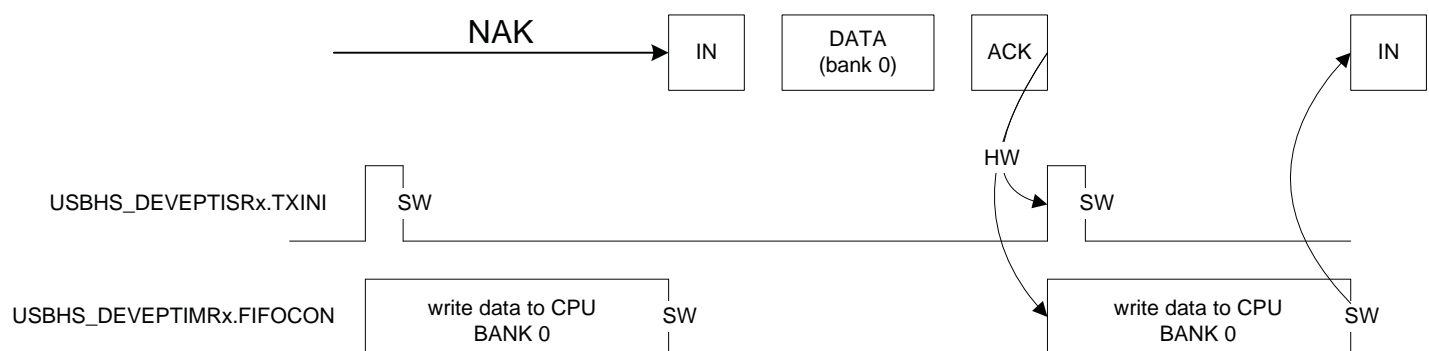 NAK
IN
DATA
(bank 0)
ACK
IN
HW
USBHS_DEVEPTISRx.TXINI
SW
SW
USBHS_DEVEPTIMRx.FIFOCON
write data to CPU
BANK 0
SW
write data to CPU
BANK 0
SW